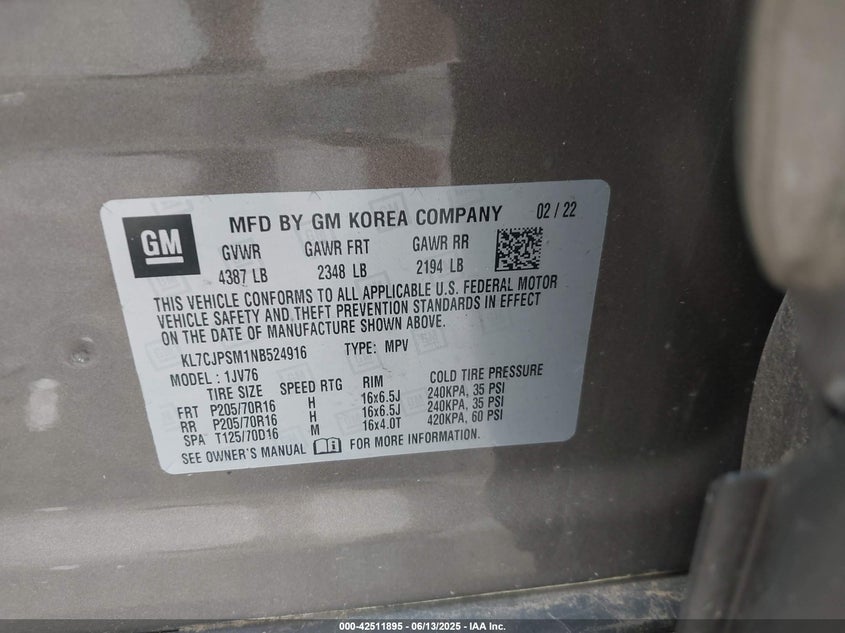 GM
MFD BY GM KOREA COMPANY 02 / 22
GVWR GAWR FRT GAWR RR
4387 LB 2348 LB 2194 LB
THIS VEHICLE CONFORMS TO ALL APPLICABLE U.S. FEDERAL MOTOR
VEHICLE SAFETY AND THEFT PREVENTION STANDARDS IN EFFECT
ON THE DATE OF MANUFACTURE SHOWN ABOVE.
KL7CJPSM1NB524916 TYPE: MPV
MODEL : 1JV76
TIRE SIZE SPEED RTG RIM COLD TIRE PRESSURE
FRT P205/70R16 H 16x6.5J 240KPA, 35 PSI
RR P205/70R16 H 16x6.5J 240KPA, 35 PSI
SPA T125/70D16 M 16x4.0T 420KPA, 60 PSI
SEE OWNER'S MANUAL FOR MORE INFORMATION.
000-42511895 - 06/13/2025 - IAA Inc.